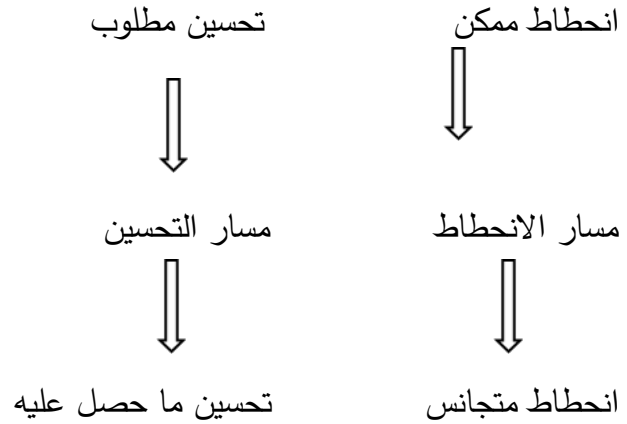 انحطاط ممكن
تحسين مطلوب
مسار الانحطاط
مسار التحسين
انحطاط متجانس
تحسين ما حصل عليه